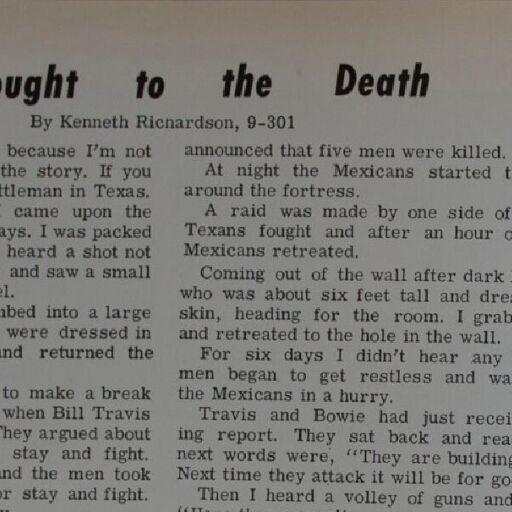 ought to the Death
By Kenneth Ricnardson, 9-301
because I'm not
the story. If you
ttleman in Texas.
came upon the
ays. I was packed
heard a shot not
and saw a small
el.
mbed into a large
were dressed in
and returned the
to make a break
when Bill Travis
They argued about
stay and fight.
and the men took
or stay and fight.
announced that five men were killed.
At night the Mexicans started t
around the fortress.
A raid was made by one side of
Texans fought and after an hour o
Mexicans retreated.
Coming out of the wall after dark
who was about six feet tall and dre
skin, heading for the room. I grab
and retreated to the hole in the wall.
For six days I didn't hear any
men began to get restless and wa
the Mexicans in a hurry.
Travis and Bowie had just recei
ing report. They sat back and rea
next words were, "They are building
Next time they attack it will be for go
Then I heard a volley of guns and